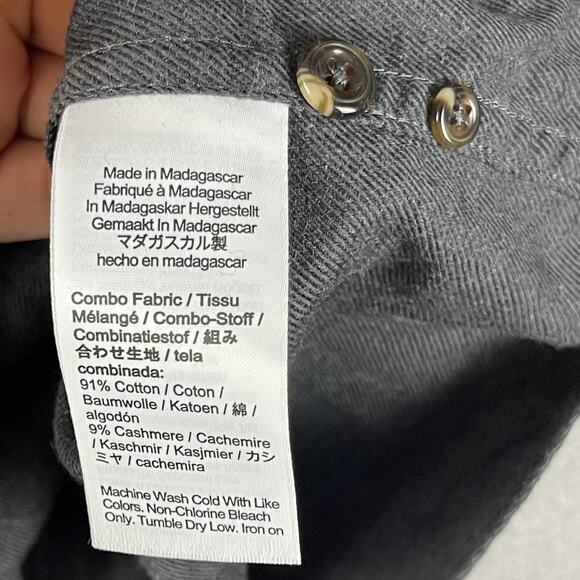 Made in Madagascar
Fabriqué à Madagascar
In Madagaskar Hergestellt
Gemaakt In Madagascar
マダガスカル製
hecho en madagascar
Combo Fabric / Tissu
Mélangé / Combo-Stoff /
Combinatiestof / 組み
合わせ生地 / tela
combinada:
91% Cotton / Coton /
Baumwolle / Katoen / 綿 /
algodón
9% Cashmere / Cachemire
/ Kaschmir / Kasjmier / カシ
ミヤ / cachemira
Machine Wash Cold With Like
Colors. Non-Chlorine Bleach
Only. Tumble Dry Low. Iron on